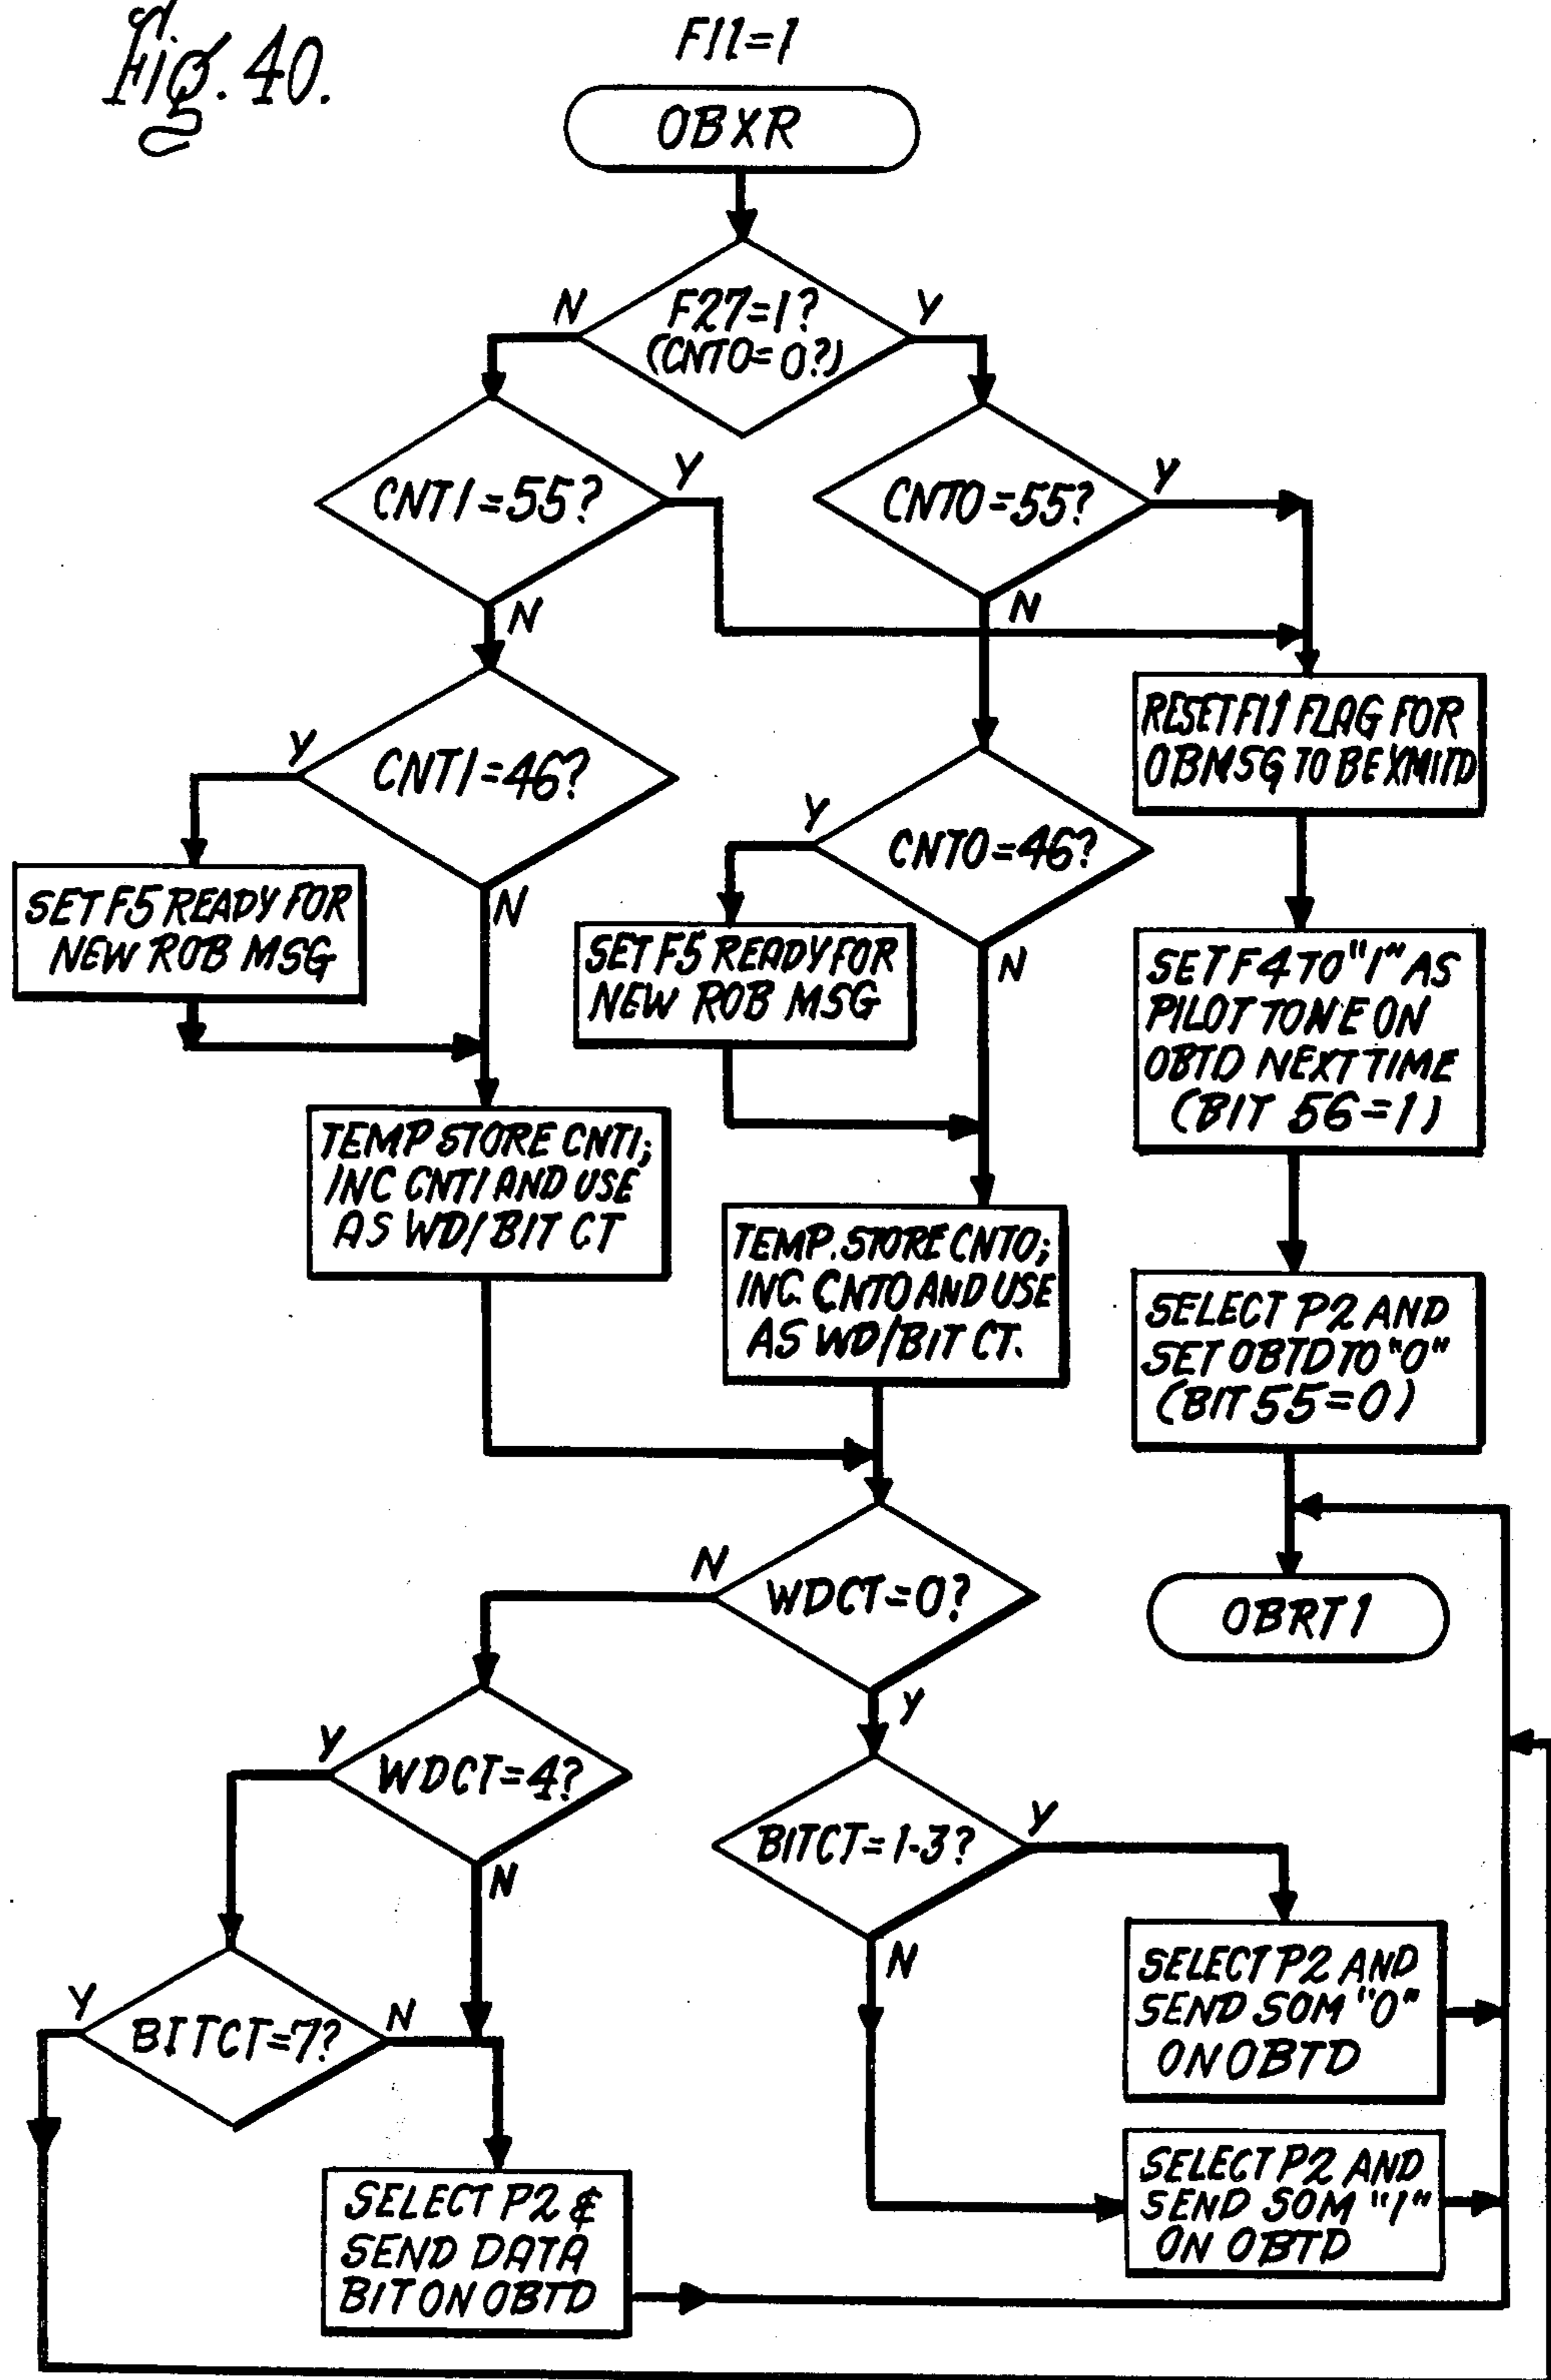 Fig. 40.
F11=1
OBXR
F27=1?
(CNTO=0?)
N
Y
CNT1=55?
Y
N
CNTO=55?
Y
N
CNT1=46?
Y
N
RESET F11 FLAG FOR
OBMSG TO BE XMITD
CNTO=46?
Y
N
SET F5 READY FOR
NEW ROB MSG
SET F5 READY FOR
NEW ROB MSG
SET F4 TO "1" AS
PILOT TONE ON
OBTD NEXT TIME
(BIT 56=1)
TEMP STORE CNT1;
INC CNT1 AND USE
AS WD/BIT CT
TEMP. STORE CNTO;
INC. CNTO AND USE
AS WD/BIT CT.
SELECT P2 AND
SET OBTD TO "0"
(BIT 55=0)
WDCT=0?
N
Y
OBRT1
WDCT=4?
Y
N
BITCT=1-3?
Y
N
SELECT P2 AND
SEND SOM "0"
ON OBTD
BITCT=7?
Y
N
SELECT P2 AND
SEND SOM "1"
ON OBTD
SELECT P2 &
SEND DATA
BIT ON OBTD